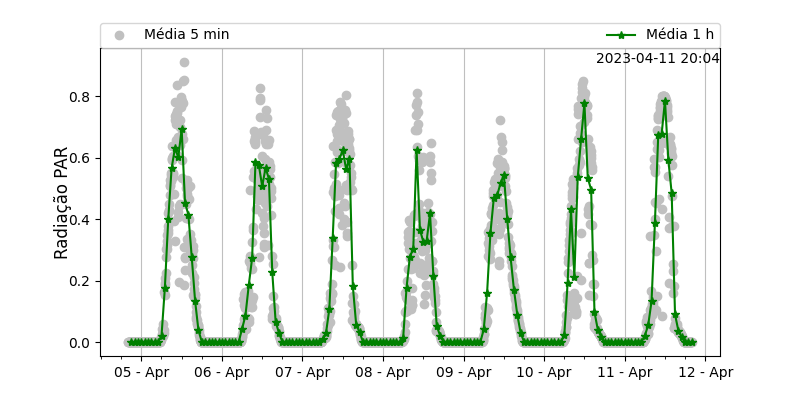 Média 5 min
Média 1 h
2023-04-11 20:04
Radiação PAR
0.8
0.6
0.4
0.2
0.0
05 - Apr
06 - Apr
07 - Apr
08 - Apr
09 - Apr
10 - Apr
11 - Apr
12 - Apr